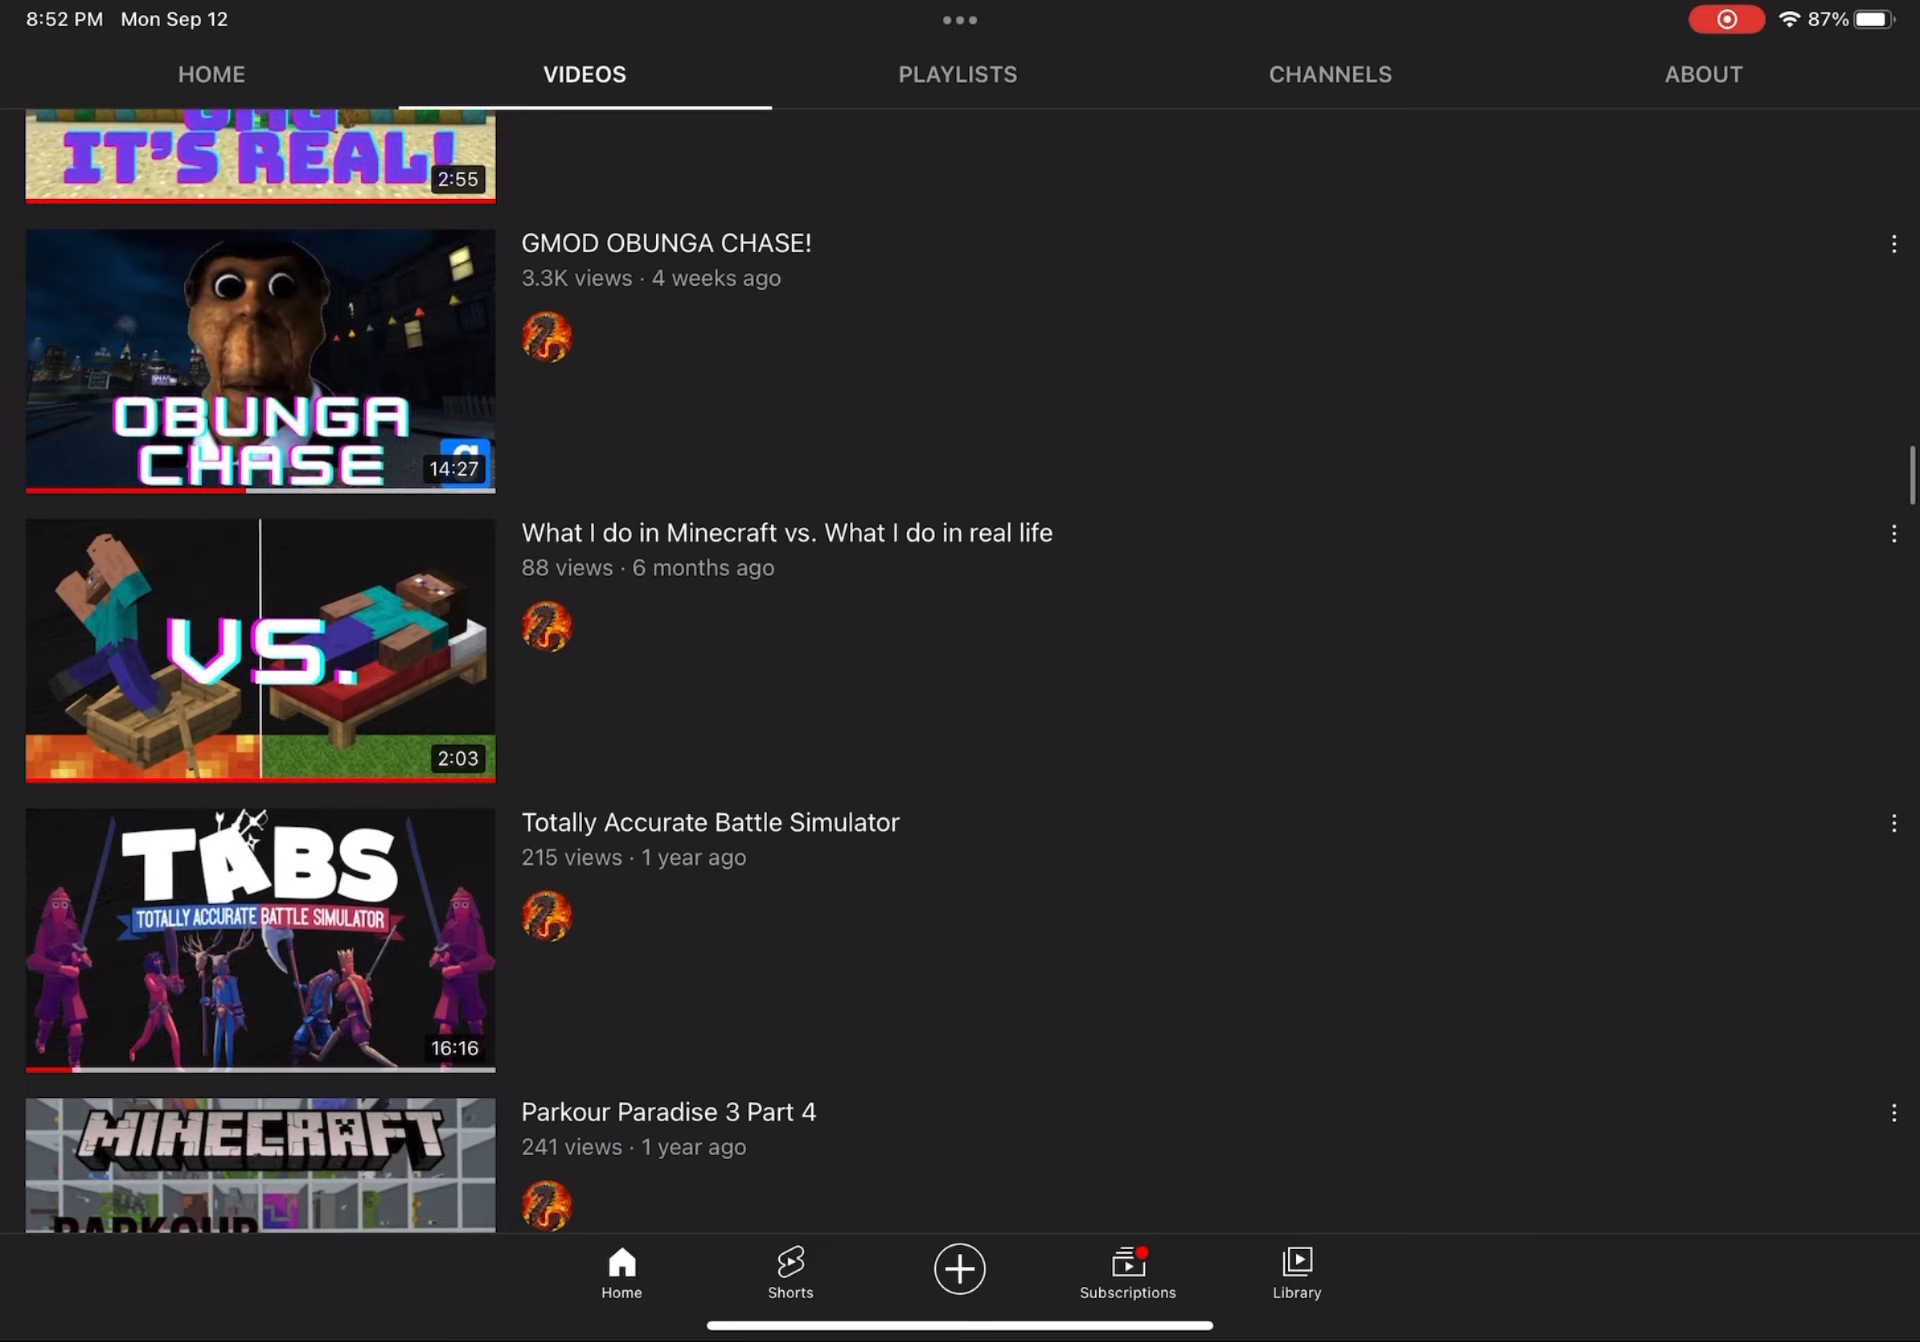 8:52 PM Mon Sep 12
87%
HOME
VIDEOS
PLAYLISTS
CHANNELS
ABOUT
OMG
IT'S REAL!
2:55
GMOD OBUNGA CHASE!
3.3K views · 4 weeks ago
OBUNGA
CHASE
g
14:27
What I do in Minecraft vs. What I do in real life
88 views · 6 months ago
VS.
2:03
Totally Accurate Battle Simulator
215 views · 1 year ago
TABS
TOTALLY ACCURATE BATTLE SIMULATOR
16:16
Parkour Paradise 3 Part 4
241 views · 1 year ago
MINECRAFT
PARKOUR
Home
Shorts
Subscriptions
Library